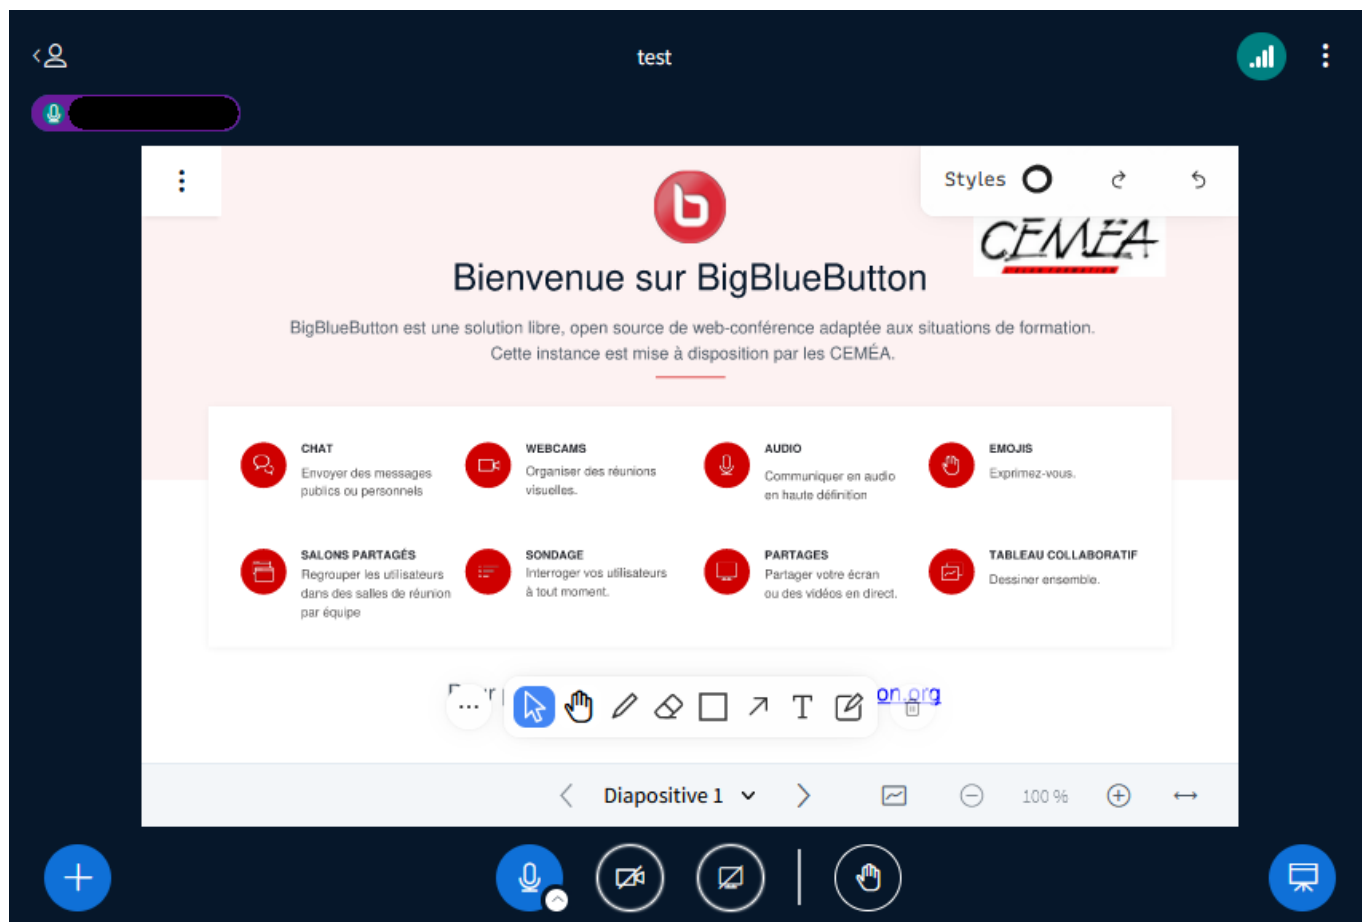 test
Styles
CEMÉA
Bienvenue sur BigBlueButton
BigBlueButton est une solution libre, open source de web-conférence adaptée aux situations de formation.
Cette instance est mise à disposition par les CEMÉA.
CHAT
Envoyer des messages
publics ou personnels
WEBCAMS
Organiser des réunions
visuelles.
AUDIO
Communiquer en audio
en haute définition
EMOJIS
Exprimez-vous.
SALONS PARTAGÉS
Regrouper les utilisateurs
dans des salles de réunion
par équipe
SONDAGE
Interroger vos utilisateurs
à tout moment.
PARTAGES
Partager votre écran
ou des vidéos en direct.
TABLEAU COLLABORATIF
Dessiner ensemble.
on.org
T
Diapositive 1
100 %